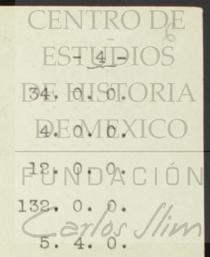 CENTRO DE
ESTUDIOS
- 4 -
DE HISTORIA
34. 0. 0.
DE MEXICO
4. 0. 0.
FUNDACIÓN
12. 0. 0.
132. 0. 0.
Carlos Slim
5. 4. 0.